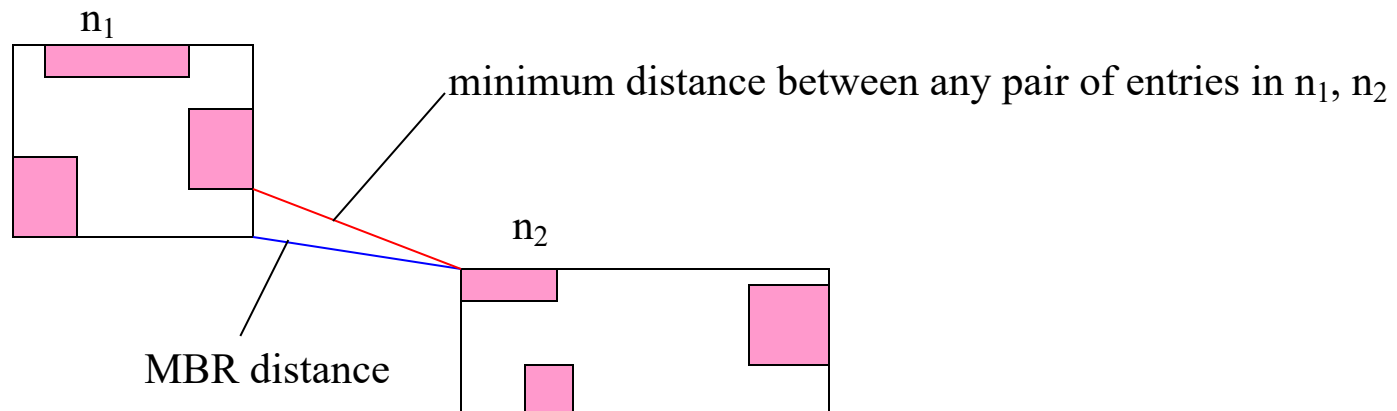 n₁
minimum distance between any pair of entries in n₁, n₂
n₂
MBR distance